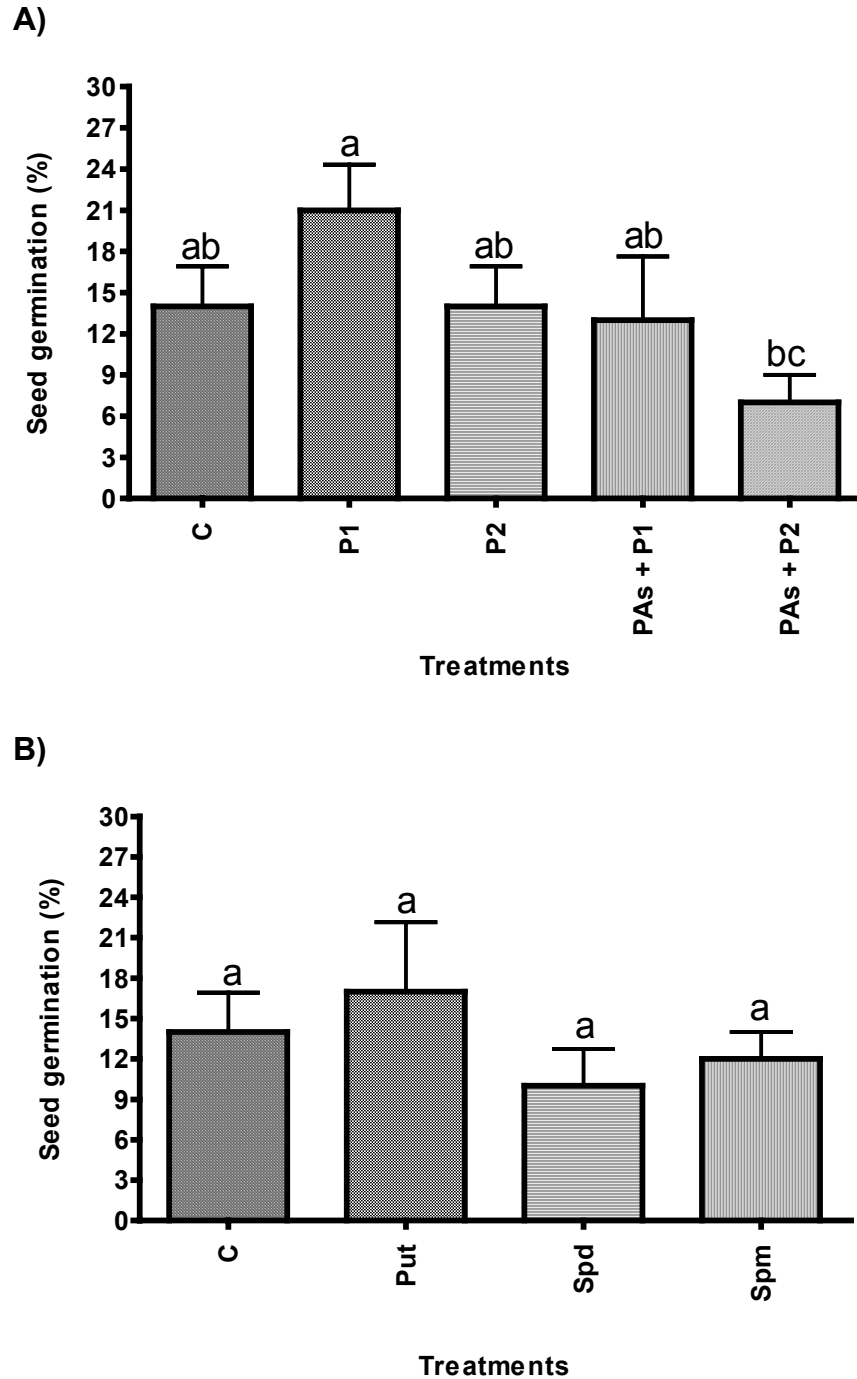 A)
Seed germination (%)
30
27
24
21
18
15
12
9
6
3
0
ab
a
ab
ab
bc
C
P1
P2
PAs + P1
PAs + P2
Treatments
B)
Seed germination (%)
30
27
24
21
18
15
12
9
6
3
0
a
a
a
a
C
Put
Spd
Spm
Treatments